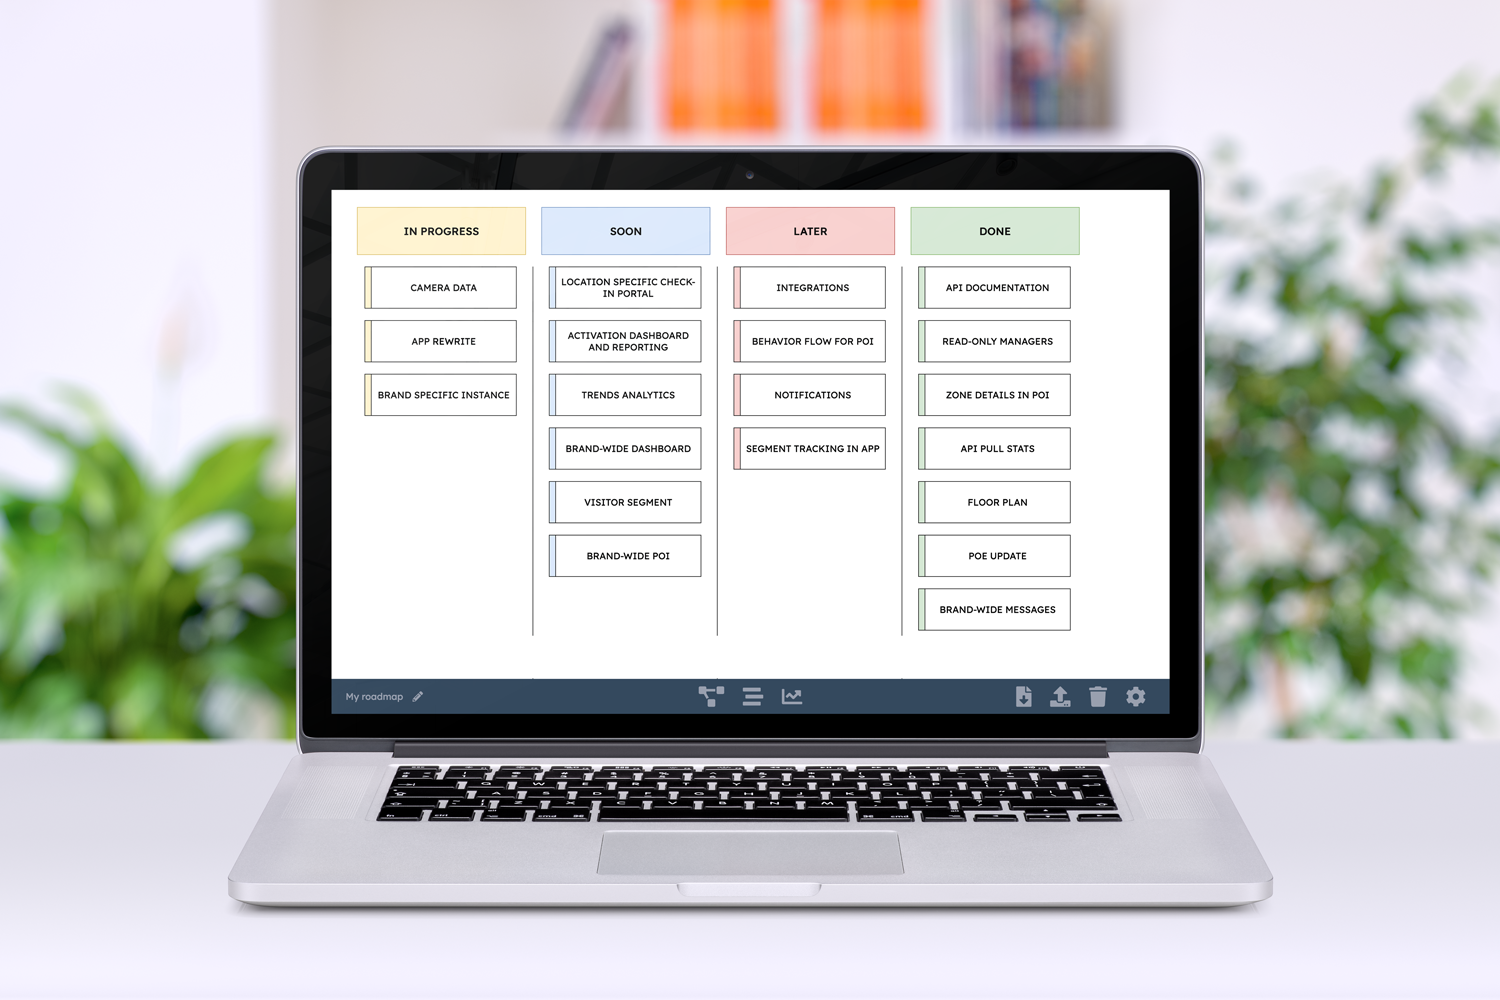 IN PROGRESS
CAMERA DATA
APP REWRITE
BRAND SPECIFIC INSTANCE
SOON
LOCATION SPECIFIC CHECK-
IN PORTAL
ACTIVATION DASHBOARD
AND REPORTING
TRENDS ANALYTICS
BRAND-WIDE DASHBOARD
VISITOR SEGMENT
BRAND-WIDE POI
LATER
INTEGRATIONS
BEHAVIOR FLOW FOR POI
NOTIFICATIONS
SEGMENT TRACKING IN APP
DONE
API DOCUMENTATION
READ-ONLY MANAGERS
ZONE DETAILS IN POI
API PULL STATS
FLOOR PLAN
POE UPDATE
BRAND-WIDE MESSAGES
My roadmap